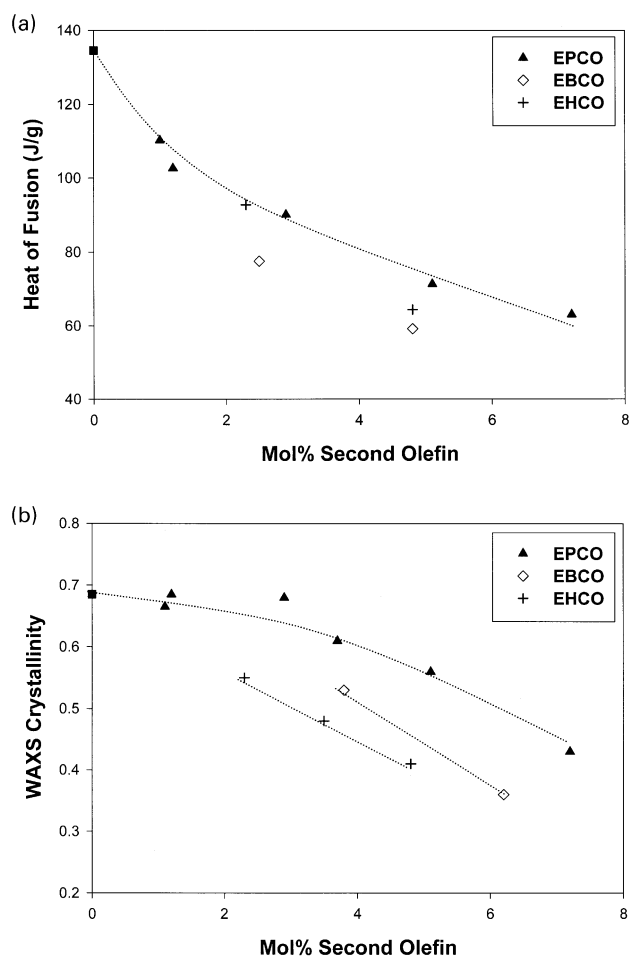 (a)
140
120
100
80
60
40
Heat of Fusion (J/g)
EPCO
EBCO
EHCO
0 2 4 6 8
Mol% Second Olefin
(b)
0.8
0.7
0.6
0.5
0.4
0.3
0.2
WAXS Crystallinity
EPCO
EBCO
EHCO
0 2 4 6 8
Mol% Second Olefin